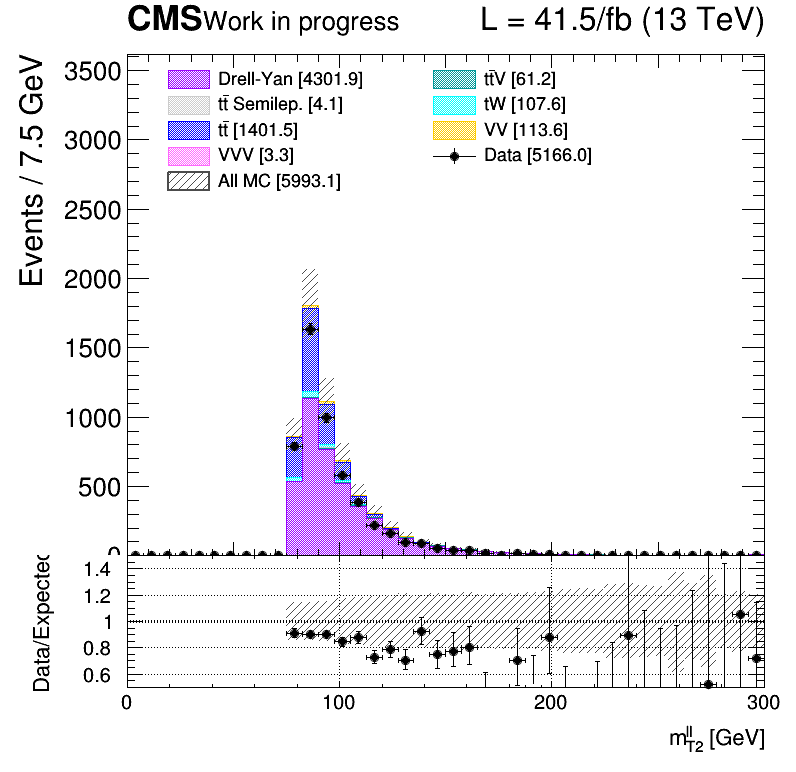 CMS Work in progress L = 41.5/fb (13 TeV)
Events / 7.5 GeV
3500
3000
2500
2000
1500
1000
500
0
Drell-Yan [4301.9]
tt̄ Semilep. [4.1]
tt̄ [1401.5]
VVV [3.3]
All MC [5993.1]
tt̄V [61.2]
tW [107.6]
VV [113.6]
Data [5166.0]
Data/Expected
1.4
1.2
1
0.8
0.6
0 100 200 300
m_{T2}^{ll} [GeV]